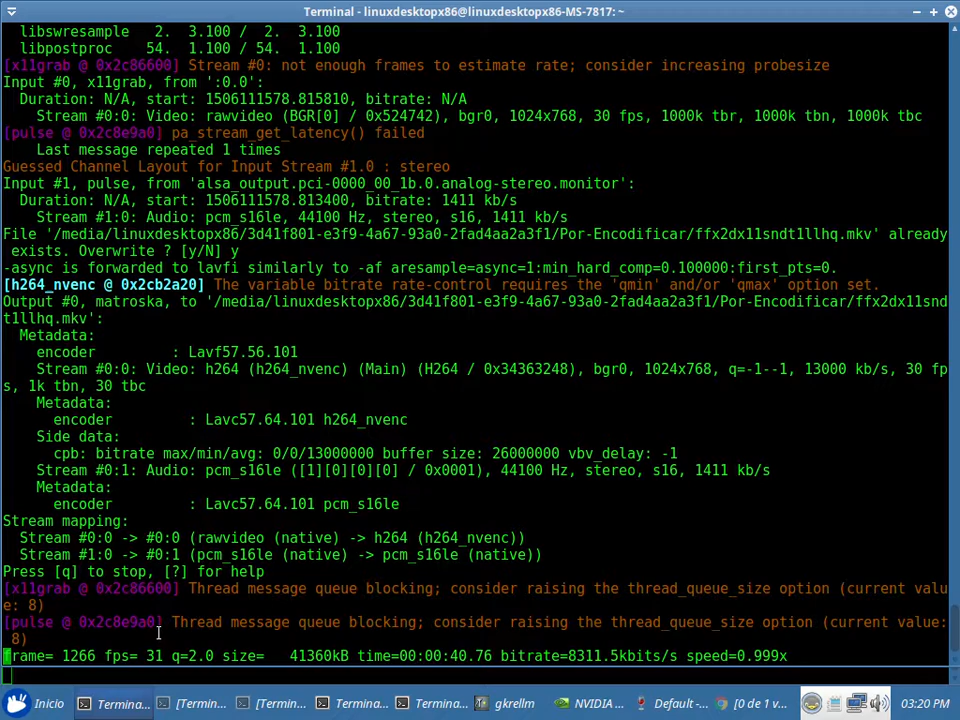 Terminal - linuxdesktopx86@linuxdesktopx86-MS-7817: ~
libswresample   2.  3.100 /  2.  3.100
libpostproc    54.  1.100 / 54.  1.100
[x11grab @ 0x2c86600] Stream #0: not enough frames to estimate rate; consider increasing probesize
Input #0, x11grab, from ':0.0':
Duration: N/A, start: 1506111578.815810, bitrate: N/A
Stream #0:0: Video: rawvideo (BGR[0] / 0x524742), bgr0, 1024x768, 30 fps, 1000k tbr, 1000k tbn, 1000k tbc
[pulse @ 0x2c8e9a0] pa_stream_get_latency() failed
Last message repeated 1 times
Guessed Channel Layout for Input Stream #1.0 : stereo
Input #1, pulse, from 'alsa_output.pci-0000_00_1b.0.analog-stereo.monitor':
Duration: N/A, start: 1506111578.813400, bitrate: 1411 kb/s
Stream #1:0: Audio: pcm_s16le, 44100 Hz, stereo, s16, 1411 kb/s
File '/media/linuxdesktopx86/3d41f801-e3f9-4a67-93a0-2fad4aa2a3f1/Por-Encodificar/ffx2dx11sndt1llhq.mkv' already
exists. Overwrite ? [y/N] y
-async is forwarded to lavfi similarly to -af aresample=async=1:min_hard_comp=0.100000:first_pts=0.
[h264_nvenc @ 0x2cb2a20] The variable bitrate rate-control requires the 'qmin' and/or 'qmax' option set.
Output #0, matroska, to '/media/linuxdesktopx86/3d41f801-e3f9-4a67-93a0-2fad4aa2a3f1/Por-Encodificar/ffx2dx11snd
t1llhq.mkv':
Metadata:
encoder         : Lavf57.56.101
Stream #0:0: Video: h264 (h264_nvenc) (Main) (H264 / 0x34363248), bgr0, 1024x768, q=-1--1, 13000 kb/s, 30 fp
s, 1k tbn, 30 tbc
Metadata:
encoder         : Lavc57.64.101 h264_nvenc
Side data:
cpb: bitrate max/min/avg: 0/0/13000000 buffer size: 26000000 vbv_delay: -1
Stream #0:1: Audio: pcm_s16le ([1][0][0][0] / 0x0001), 44100 Hz, stereo, s16, 1411 kb/s
Metadata:
encoder         : Lavc57.64.101 pcm_s16le
Stream mapping:
Stream #0:0 -> #0:0 (rawvideo (native) -> h264 (h264_nvenc))
Stream #1:0 -> #0:1 (pcm_s16le (native) -> pcm_s16le (native))
Press [q] to stop, [?] for help
[x11grab @ 0x2c86600] Thread message queue blocking; consider raising the thread_queue_size option (current valu
e: 8)
[pulse @ 0x2c8e9a0] Thread message queue blocking; consider raising the thread_queue_size option (current value:
8)
frame= 1266 fps= 31 q=2.0 size=   41360kB time=00:00:40.76 bitrate=8311.5kbits/s speed=0.999x
Inicio Termina... [Termin... [Termin... Termina... Termina... gkrellm NVIDIA ... Default -... [0 de 1 v... 03:20 PM